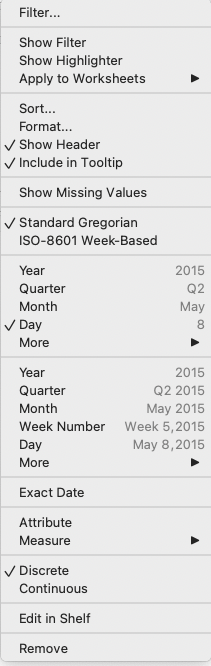 Filter...
Show Filter
Show Highlighter
Apply to Worksheets ▶
Sort...
Format...
✓ Show Header
✓ Include in Tooltip
Show Missing Values
✓ Standard Gregorian
ISO-8601 Week-Based
Year 2015
Quarter Q2
Month May
✓ Day 8
More ▶
Year 2015
Quarter Q2 2015
Month May 2015
Week Number Week 5,2015
Day May 8,2015
More ▶
Exact Date
Attribute
Measure ▶
✓ Discrete
Continuous
Edit in Shelf
Remove